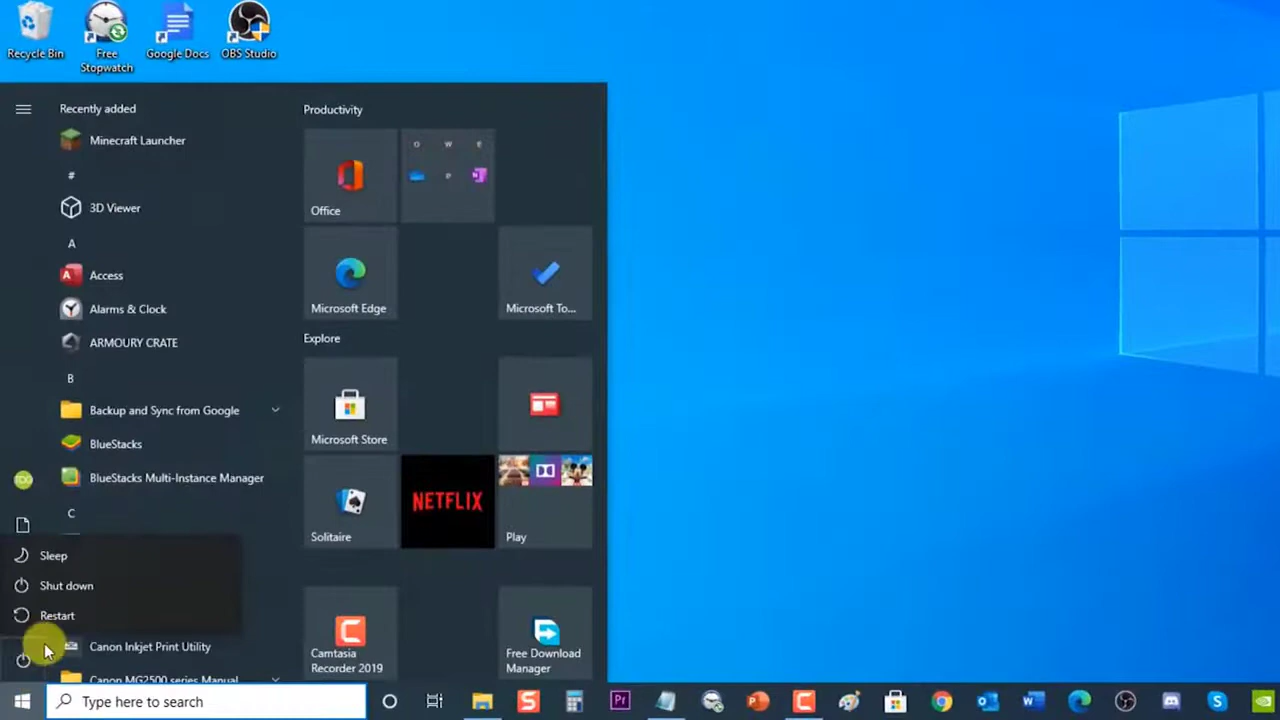 Recycle Bin
Free
Stopwatch
Google Docs
OBS Studio
Recently added
Minecraft Launcher
#
3D Viewer
A
Access
Alarms & Clock
ARMOURY CRATE
B
Backup and Sync from Google
BlueStacks
BlueStacks Multi-Instance Manager
C
Sleep
Shut down
Restart
Canon Inkjet Print Utility
Canon MG2500 series Manual
Productivity
Office
O W E
P
Microsoft Edge
Microsoft To...
Explore
Microsoft Store
Solitaire
NETFLIX
Play
Camtasia
Recorder 2019
Free Download
Manager
Type here to search